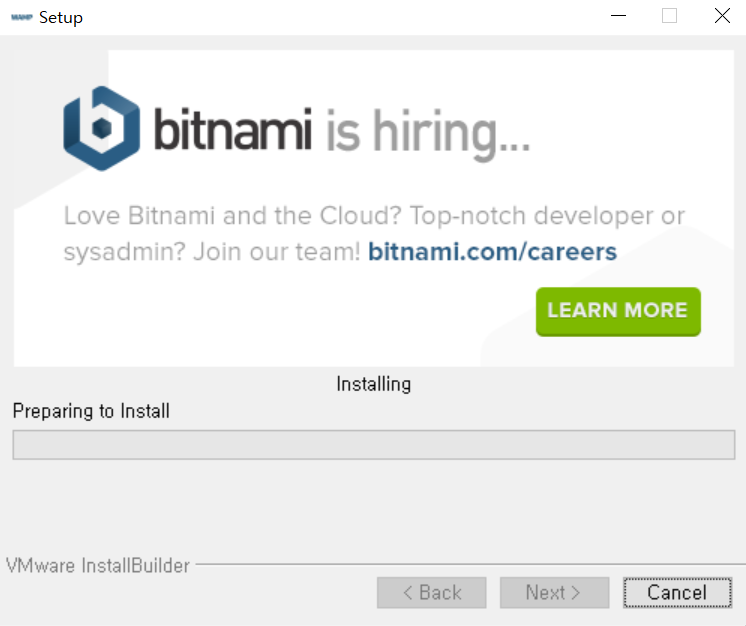 Setup
bitnami is hiring...
Love Bitnami and the Cloud? Top-notch developer or
sysadmin? Join our team! bitnami.com/careers
LEARN MORE
Installing
Preparing to Install
VMware InstallBuilder
< Back
Next >
Cancel